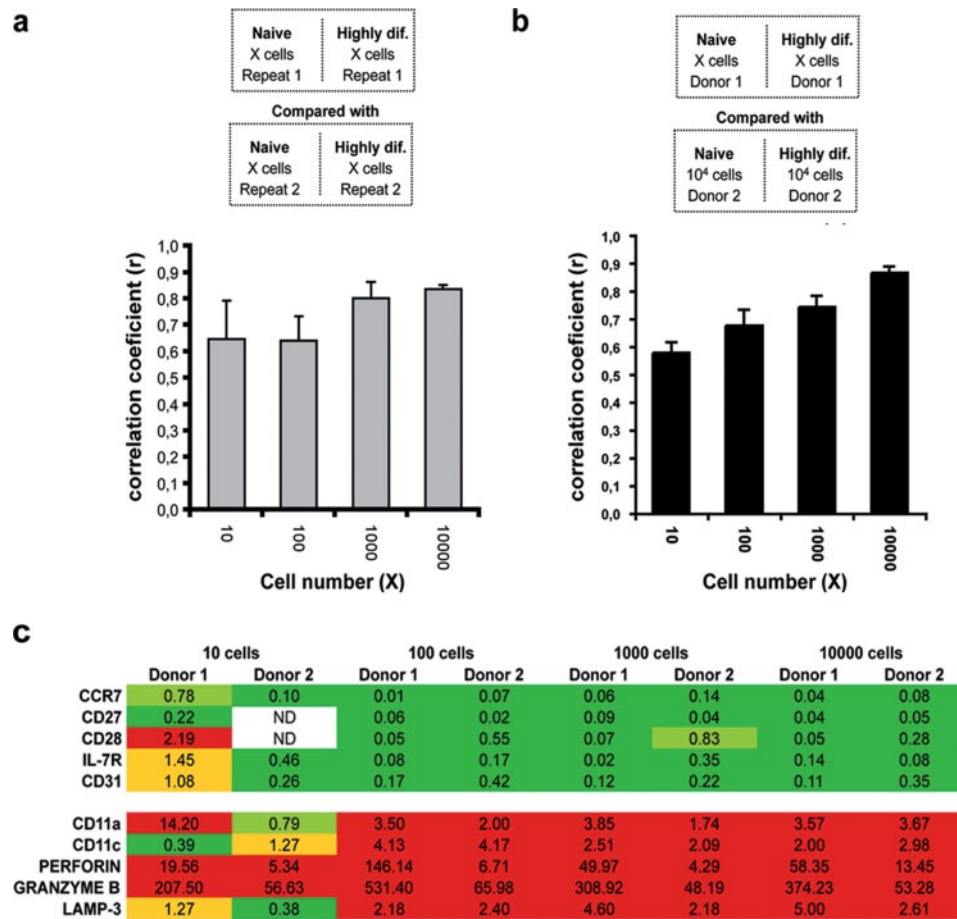 a
Naive Highly dif.
X cells X cells
Repeat 1 Repeat 1
Compared with
Naive Highly dif.
X cells X cells
Repeat 2 Repeat 2
correlation coeficient (r)
1,0
0,9
0,8
0,7
0,6
0,5
0,4
0,3
0,2
0,1
0,0
10 100 1000 10000
Cell number (X)
b
Naive Highly dif.
X cells X cells
Donor 1 Donor 1
Compared with
Naive Highly dif.
10⁴ cells 10⁴ cells
Donor 2 Donor 2
correlation coeficient (r)
1,0
0,9
0,8
0,7
0,6
0,5
0,4
0,3
0,2
0,1
0,0
10 100 1000 10000
Cell number (X)
c
10 cells 100 cells 1000 cells 10000 cells
Donor 1 Donor 2 Donor 1 Donor 2 Donor 1 Donor 2 Donor 1 Donor 2
CCR7 0.78 0.10 0.01 0.07 0.06 0.14 0.04 0.08
CD27 0.22 ND 0.06 0.02 0.09 0.04 0.04 0.05
CD28 2.19 ND 0.05 0.55 0.07 0.83 0.05 0.28
IL-7R 1.45 0.46 0.08 0.17 0.02 0.35 0.14 0.08
CD31 1.08 0.26 0.17 0.42 0.12 0.22 0.11 0.35
CD11a 14.20 0.79 3.50 2.00 3.85 1.74 3.57 3.67
CD11c 0.39 1.27 4.13 4.17 2.51 2.09 2.00 2.98
PERFORIN 19.56 5.34 146.14 6.71 49.97 4.29 58.35 13.45
GRANZYME B 207.50 56.63 531.40 65.98 308.92 48.19 374.23 53.28
LAMP-3 1.27 0.38 2.18 2.40 4.60 2.18 5.00 2.61